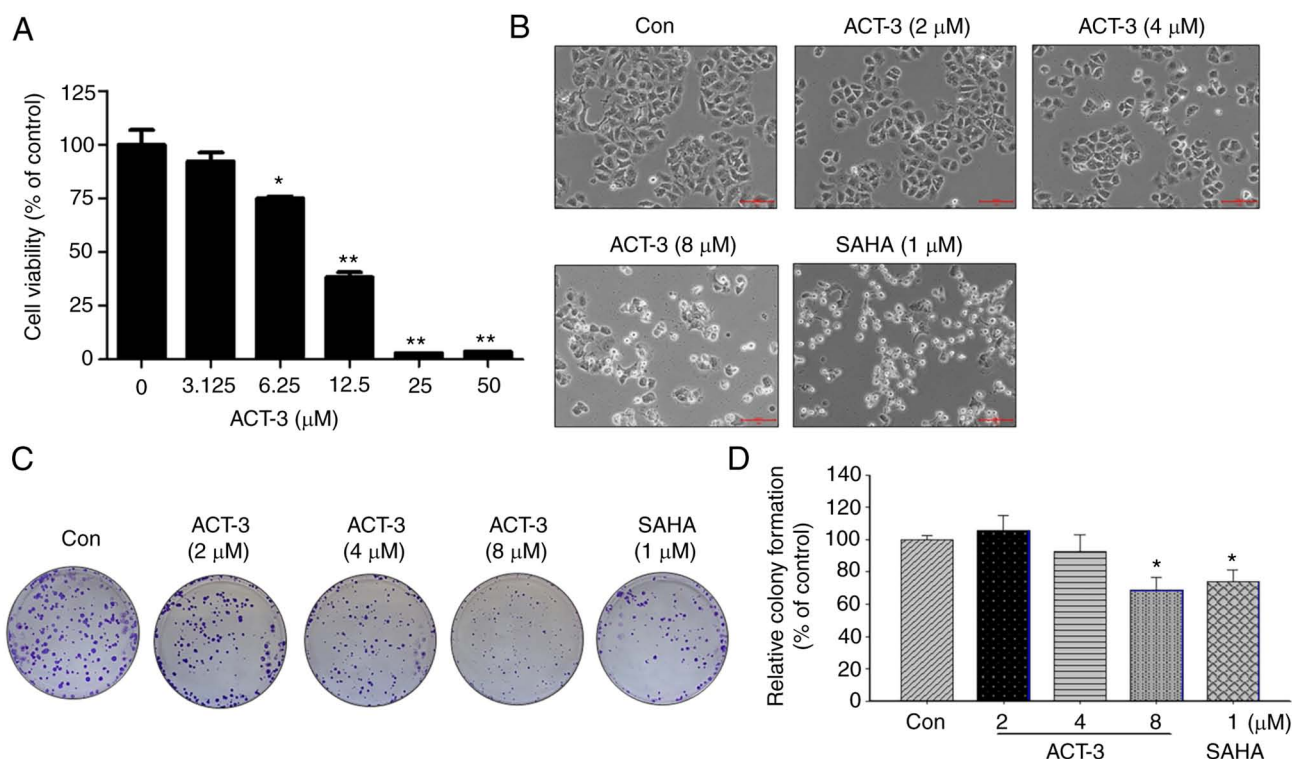 A
Cell viability (% of control)
125
100
75
50
25
0
*
**
**
**
0 3.125 6.25 12.5 25 50
ACT-3 (μM)
B
Con ACT-3 (2 μM) ACT-3 (4 μM)
ACT-3 (8 μM) SAHA (1 μM)
C
Con
ACT-3
(2 μM)
ACT-3
(4 μM)
ACT-3
(8 μM)
SAHA
(1 μM)
D
Relative colony formation
(% of control)
140
120
100
80
60
40
20
0
*
*
Con 2 4 8 1 (μM)
ACT-3 SAHA